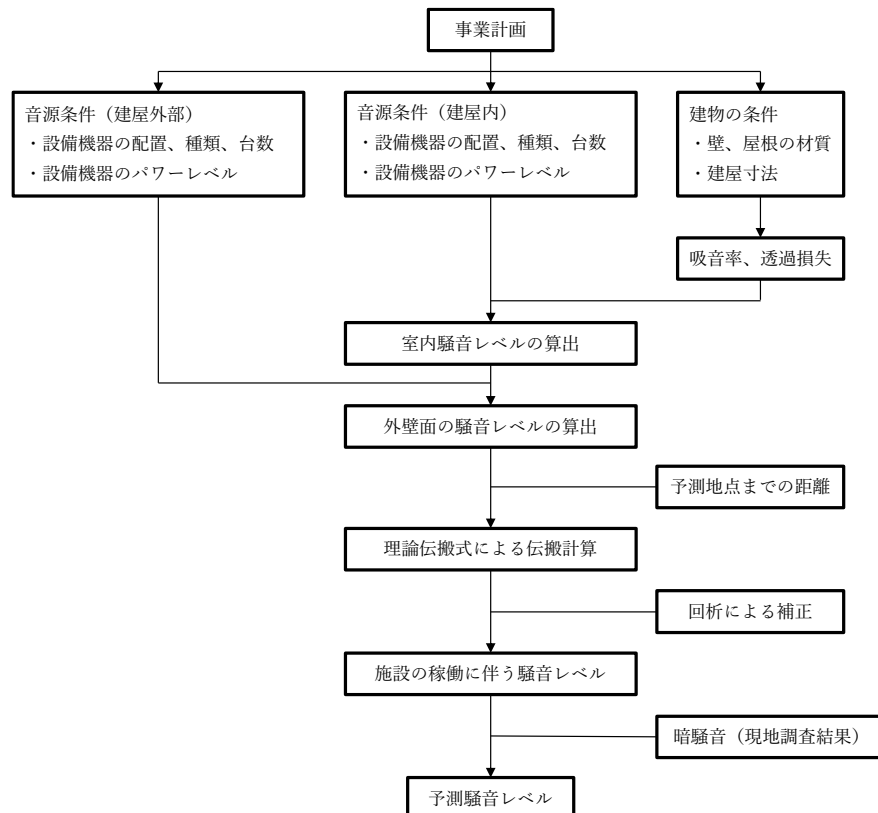 事業計画
音源条件（建屋外部）
・設備機器の配置、種類、台数
・設備機器のパワーレベル
音源条件（建屋内）
・設備機器の配置、種類、台数
・設備機器のパワーレベル
建物の条件
・壁、屋根の材質
・建屋寸法
吸音率、透過損失
室内騒音レベルの算出
外壁面の騒音レベルの算出
予測地点までの距離
理論伝搬式による伝搬計算
回析による補正
施設の稼働に伴う騒音レベル
暗騒音（現地調査結果）
予測騒音レベル